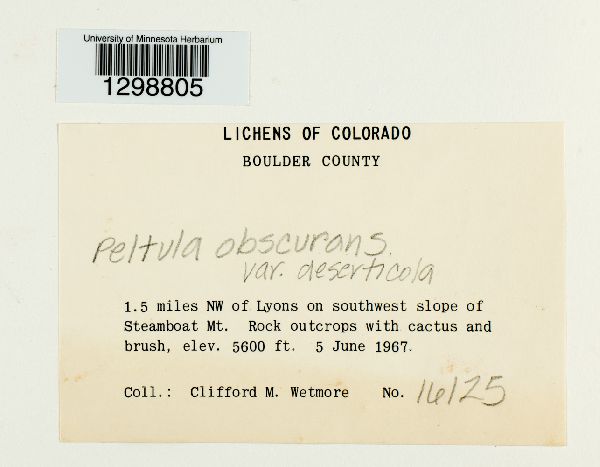 University of Minnesota Herbarium
1298805
LICHENS OF COLORADO
BOULDER COUNTY
Peltula obscurans
var. deserticola
1.5 miles NW of Lyons on southwest slope of
Steamboat Mt. Rock outcrops with cactus and
brush, elev. 5600 ft. 5 June 1967.
Coll.: Clifford M. Wetmore No. 16125